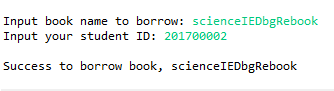 Input book name to borrow: scienceIEDbgRebook
Input your student ID: 201700002
Success to borrow book, scienceIEDbgRebook